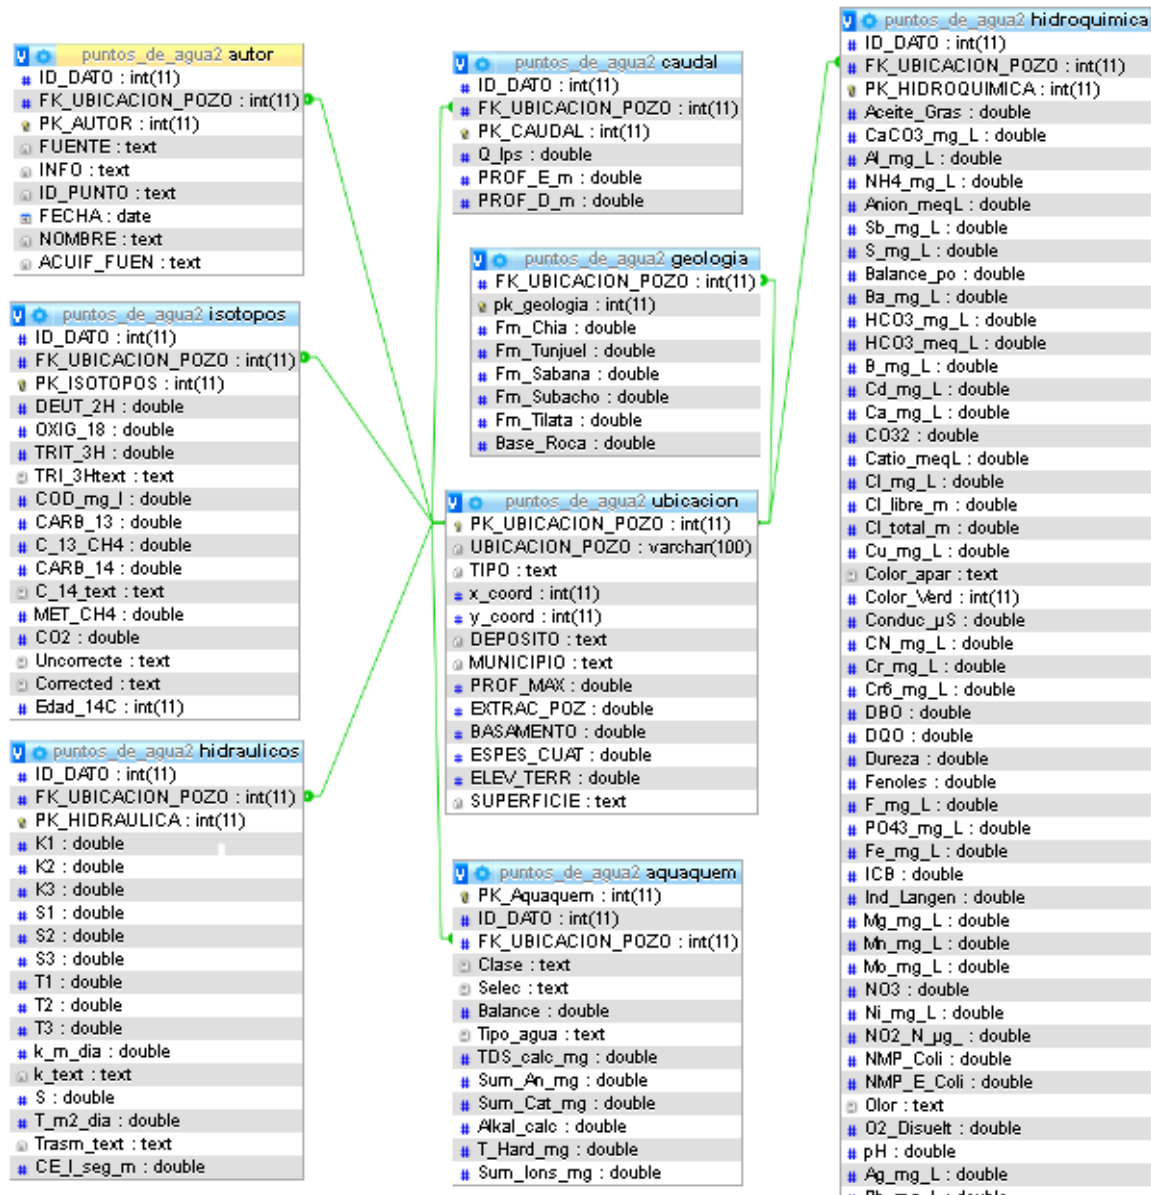 puntos_de_agua2 autor
ID_DATO : int(11)
FK_UBICACION_POZO : int(11)
PK_AUTOR : int(11)
FUENTE : text
INFO : text
ID_PUNTO : text
FECHA : date
NOMBRE : text
ACUIF_FUEN : text
puntos_de_agua2 isotopos
ID_DATO : int(11)
FK_UBICACION_POZO : int(11)
PK_ISOTOPOS : int(11)
DEUT_2H : double
OXIG_18 : double
TRIT_3H : double
TRI_3Htext : text
COD_mg_l : double
CARB_13 : double
C_13_CH4 : double
CARB_14 : double
C_14_text : text
MET_CH4 : double
CO2 : double
Uncorrecte : text
Corrected : text
Edad_14C : int(11)
puntos_de_agua2 hidraulicos
ID_DATO : int(11)
FK_UBICACION_POZO : int(11)
PK_HIDRAULICA : int(11)
K1 : double
K2 : double
K3 : double
S1 : double
S2 : double
S3 : double
T1 : double
T2 : double
T3 : double
k_m_dia : double
k_text : text
S : double
T_m2_dia : double
Trasm_text : text
CE_l_seg_m : double
puntos_de_agua2 caudal
ID_DATO : int(11)
FK_UBICACION_POZO : int(11)
PK_CAUDAL : int(11)
Q_lps : double
PROF_E_m : double
PROF_D_m : double
puntos_de_agua2 geologia
FK_UBICACION_POZO : int(11)
pk_geologia : int(11)
Fm_Chia : double
Fm_Tunjuel : double
Fm_Sabana : double
Fm_Subacho : double
Fm_Tilata : double
Base_Roca : double
puntos_de_agua2 ubicacion
PK_UBICACION_POZO : int(11)
UBICACION_POZO : varchar(100)
TIPO : text
x_coord : int(11)
y_coord : int(11)
DEPOSITO : text
MUNICIPIO : text
PROF_MAX : double
EXTRAC_POZ : double
BASAMENTO : double
ESPES_CUAT : double
ELEV_TERR : double
SUPERFICIE : text
puntos_de_agua2 aquaquem
PK_Aquaquem : int(11)
ID_DATO : int(11)
FK_UBICACION_POZO : int(11)
Clase : text
Selec : text
Balance : double
Tipo_agua : text
TDS_calc_mg : double
Sum_An_mg : double
Sum_Cat_mg : double
Alkal_calc : double
T_Hard_mg : double
Sum_Ions_mg : double
puntos_de_agua2 hidroquimica
ID_DATO : int(11)
FK_UBICACION_POZO : int(11)
PK_HIDROQUIMICA : int(11)
Aceite_Gras : double
CaCO3_mg_L : double
Al_mg_L : double
NH4_mg_L : double
Anion_meqL : double
Sb_mg_L : double
S_mg_L : double
Balance_po : double
Ba_mg_L : double
HCO3_mg_L : double
HCO3_meq_L : double
B_mg_L : double
Cd_mg_L : double
Ca_mg_L : double
CO32 : double
Catio_meqL : double
Cl_mg_L : double
Cl_libre_m : double
Cl_total_m : double
Cu_mg_L : double
Color_apar : text
Color_Verd : int(11)
Conduc_µS : double
CN_mg_L : double
Cr_mg_L : double
Cr6_mg_L : double
DBO : double
DQO : double
Dureza : double
Fenoles : double
F_mg_L : double
PO43_mg_L : double
Fe_mg_L : double
ICB : double
Ind_Langen : double
Mg_mg_L : double
Mn_mg_L : double
Mo_mg_L : double
NO3 : double
Ni_mg_L : double
NO2_N_µg_ : double
NMP_Coli : double
NMP_E_Coli : double
Olor : text
O2_Disuelt : double
pH : double
Ag_mg_L : double